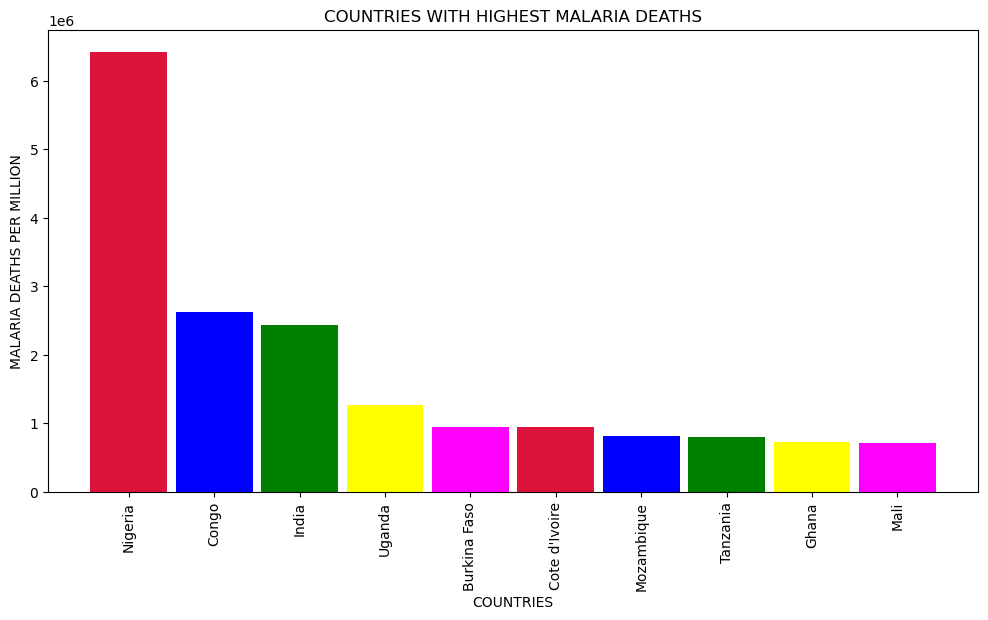 COUNTRIES WITH HIGHEST MALARIA DEATHS
1e6
MALARIA DEATHS PER MILLION
6
5
4
3
2
1
0
Nigeria
Congo
India
Uganda
Burkina Faso
Cote d'Ivoire
Mozambique
Tanzania
Ghana
Mali
COUNTRIES